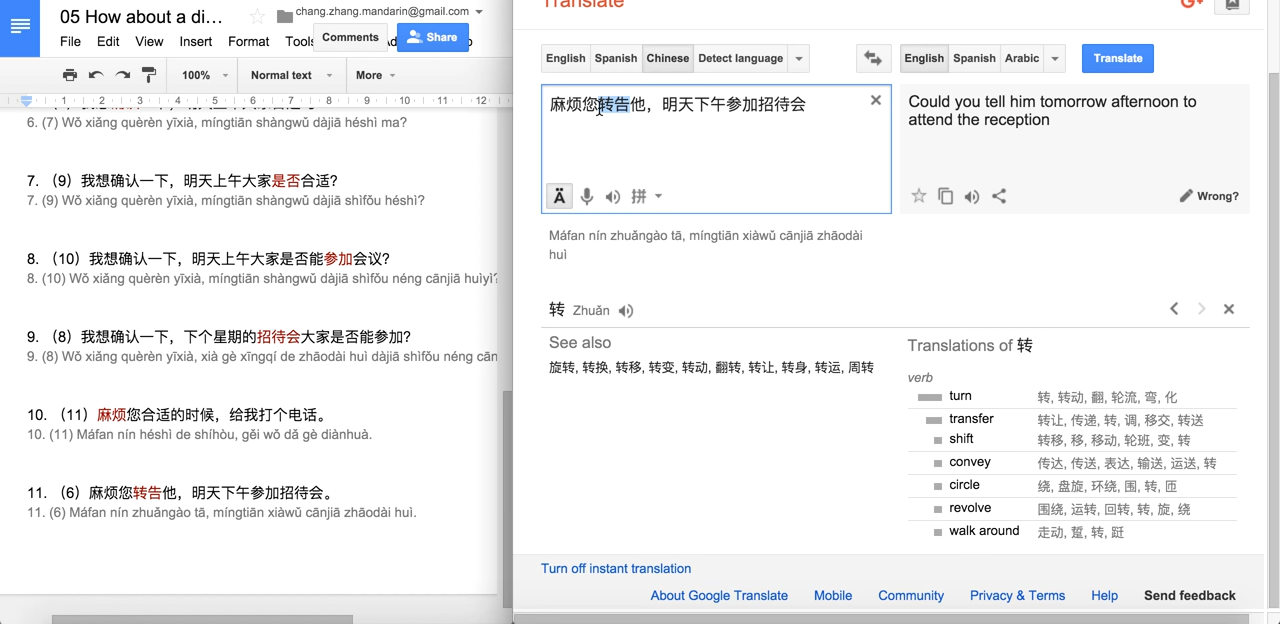 05 How about a di…
chang.zhang.mandarin@gmail.com
File Edit View Insert Format Tools
Comments
Share
100% Normal text More
1 2 3 4 5 6 7 8 9 10 11 12
6. (7) Wǒ xiǎng quèrèn yīxià, míngtiān shàngwǔ dàjiā héshì ma?
7. （9）我想确认一下，明天上午大家是否合适？
7. (9) Wǒ xiǎng quèrèn yīxià, míngtiān shàngwǔ dàjiā shìfǒu héshì?
8. （10）我想确认一下，明天上午大家是否能参加会议？
8. (10) Wǒ xiǎng quèrèn yīxià, míngtiān shàngwǔ dàjiā shìfǒu néng cānjiā huìyì?
9. （8）我想确认一下，下个星期的招待会大家是否能参加？
9. (8) Wǒ xiǎng quèrèn yīxià, xià gè xīngqí de zhāodài huì dàjiā shìfǒu néng cān
10. （11）麻烦您合适的时候，给我打个电话。
10. (11) Máfan nín héshì de shíhòu, gěi wǒ dǎ gè diànhuà.
11. （6）麻烦您转告他，明天下午参加招待会。
11. (6) Máfan nín zhuǎngào tā, míngtiān xiàwǔ cānjiā zhāodài huì.
Translate
English Spanish Chinese Detect language
English Spanish Arabic
Translate
麻烦您转告他，明天下午参加招待会
Ä
拼
Could you tell him tomorrow afternoon to
attend the reception
Wrong?
Máfan nín zhuǎngào tā, míngtiān xiàwǔ cānjiā zhāodài
huì
转 Zhuǎn
See also
旋转, 转换, 转移, 转变, 转动, 翻转, 转让, 转身, 转运, 周转
Translations of 转
verb
turn 转, 转动, 翻, 轮流, 弯, 化
transfer 转让, 传递, 转, 调, 移交, 转送
shift 转移, 移, 移动, 轮班, 变, 转
convey 传达, 传送, 表达, 输送, 运送, 转
circle 绕, 盘旋, 环绕, 围, 转, 匝
revolve 围绕, 运转, 回转, 转, 旋, 绕
walk around 走动, 踅, 转, 跹
Turn off instant translation
About Google Translate Mobile Community Privacy & Terms Help Send feedback